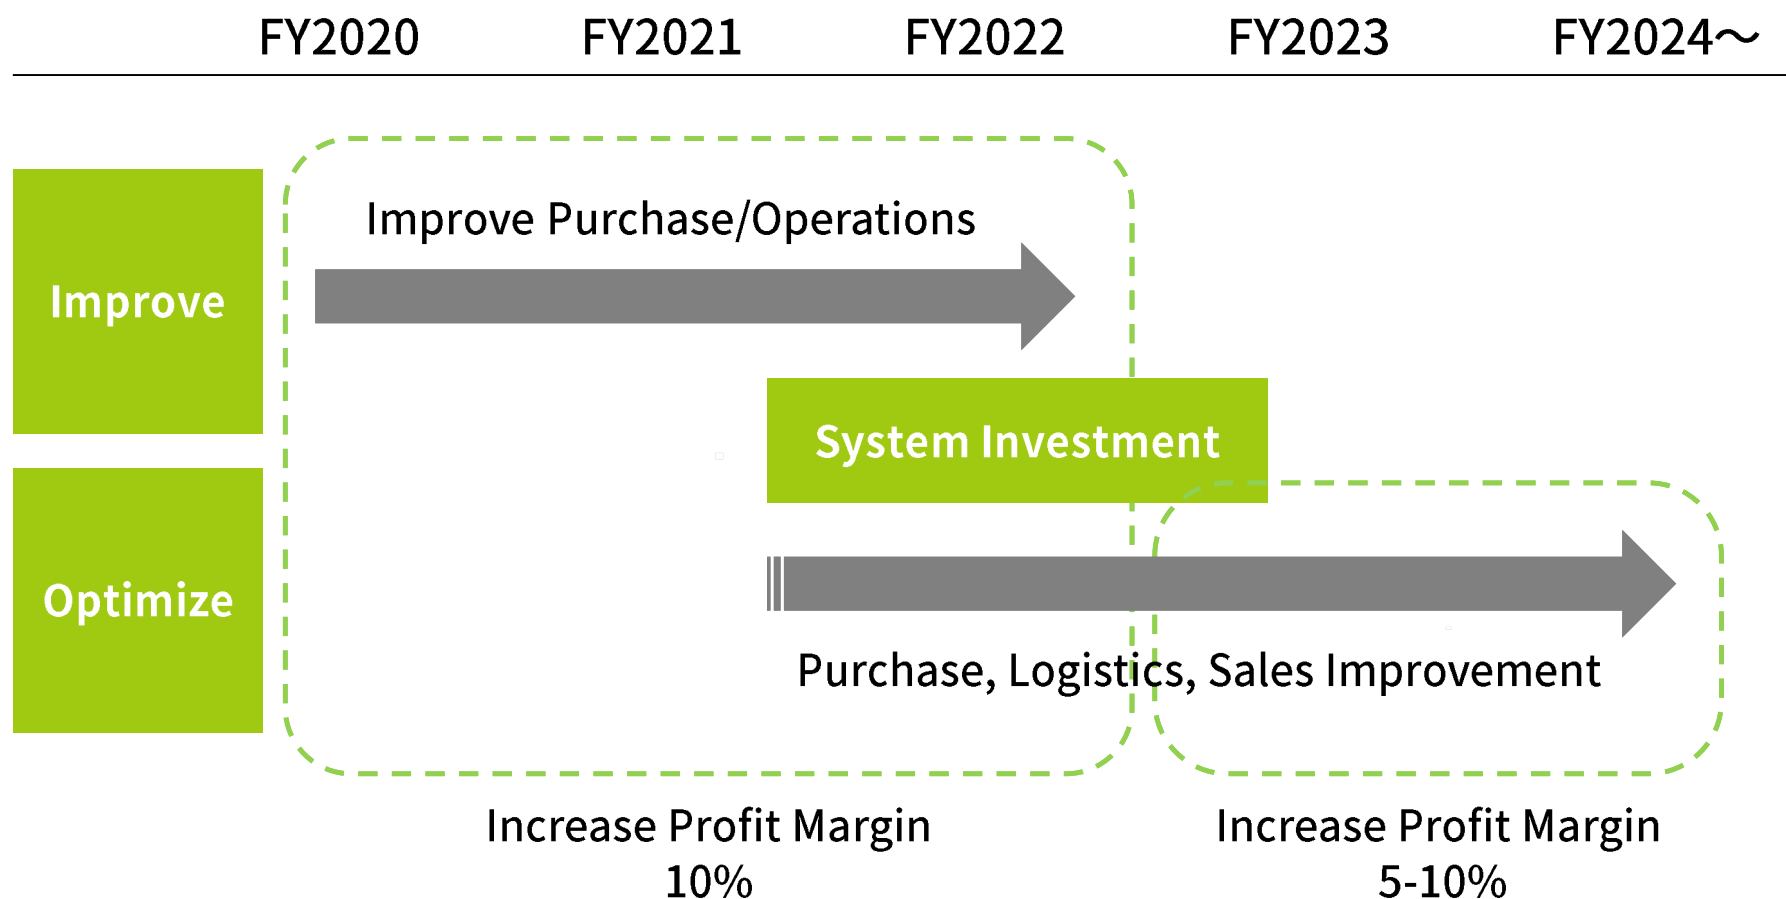 FY2020 FY2021 FY2022 FY2023 FY2024～
Improve Purchase/Operations
Improve
System Investment
Optimize
Purchase, Logistics, Sales Improvement
Increase Profit Margin
10%
Increase Profit Margin
5-10%